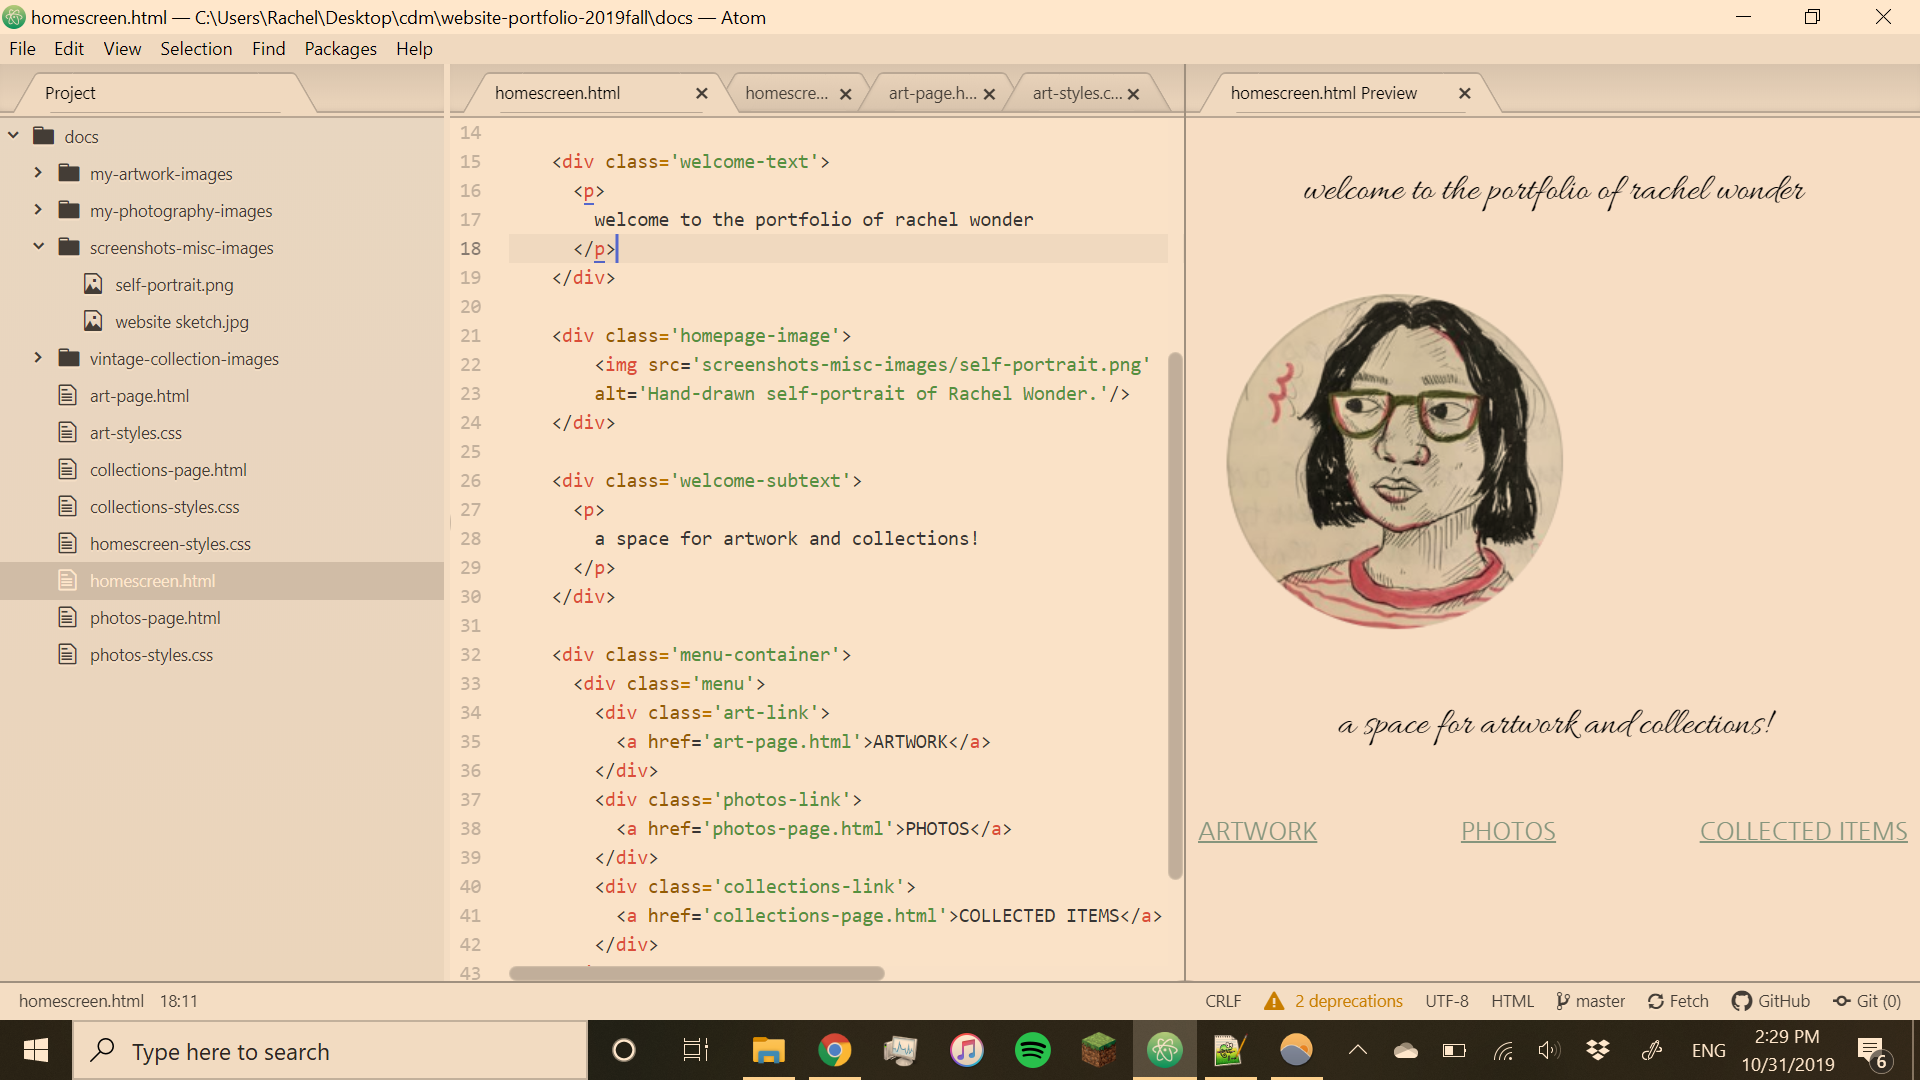 homescreen.html — C:\Users\Rachel\Desktop\cdm\website-portfolio-2019fall\docs — Atom
File Edit View Selection Find Packages Help
Project
docs
my-artwork-images
my-photography-images
screenshots-misc-images
self-portrait.png
website sketch.jpg
vintage-collection-images
art-page.html
art-styles.css
collections-page.html
collections-styles.css
homescreen-styles.css
homescreen.html
photos-page.html
photos-styles.css
homescreen.html homescre... art-page.h... art-styles.c...
14
15 <div class='welcome-text'>
16 <p>
17 welcome to the portfolio of rachel wonder
18 </p>
19 </div>
20
21 <div class='homepage-image'>
22 <img src='screenshots-misc-images/self-portrait.png'
23 alt='Hand-drawn self-portrait of Rachel Wonder.'/>
24 </div>
25
26 <div class='welcome-subtext'>
27 <p>
28 a space for artwork and collections!
29 </p>
30 </div>
31
32 <div class='menu-container'>
33 <div class='menu'>
34 <div class='art-link'>
35 <a href='art-page.html'>ARTWORK</a>
36 </div>
37 <div class='photos-link'>
38 <a href='photos-page.html'>PHOTOS</a>
39 </div>
40 <div class='collections-link'>
41 <a href='collections-page.html'>COLLECTED ITEMS</a>
42 </div>
43
homescreen.html Preview
welcome to the portfolio of rachel wonder
a space for artwork and collections!
ARTWORK PHOTOS COLLECTED ITEMS
homescreen.html 18:11 CRLF 2 deprecations UTF-8 HTML master Fetch GitHub Git (0)
Type here to search
ENG
2:29 PM
10/31/2019
6